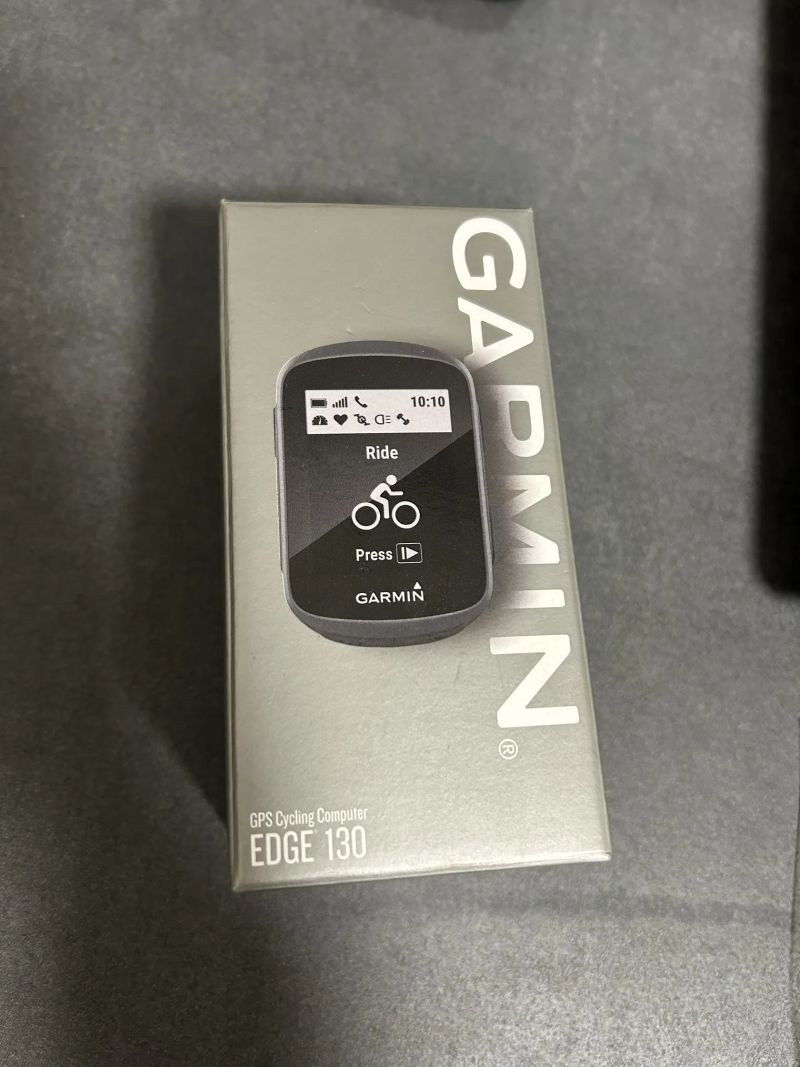 GARMIN®
10:10
Ride
Press
GARMIN
GPS Cycling Computer
EDGE® 130